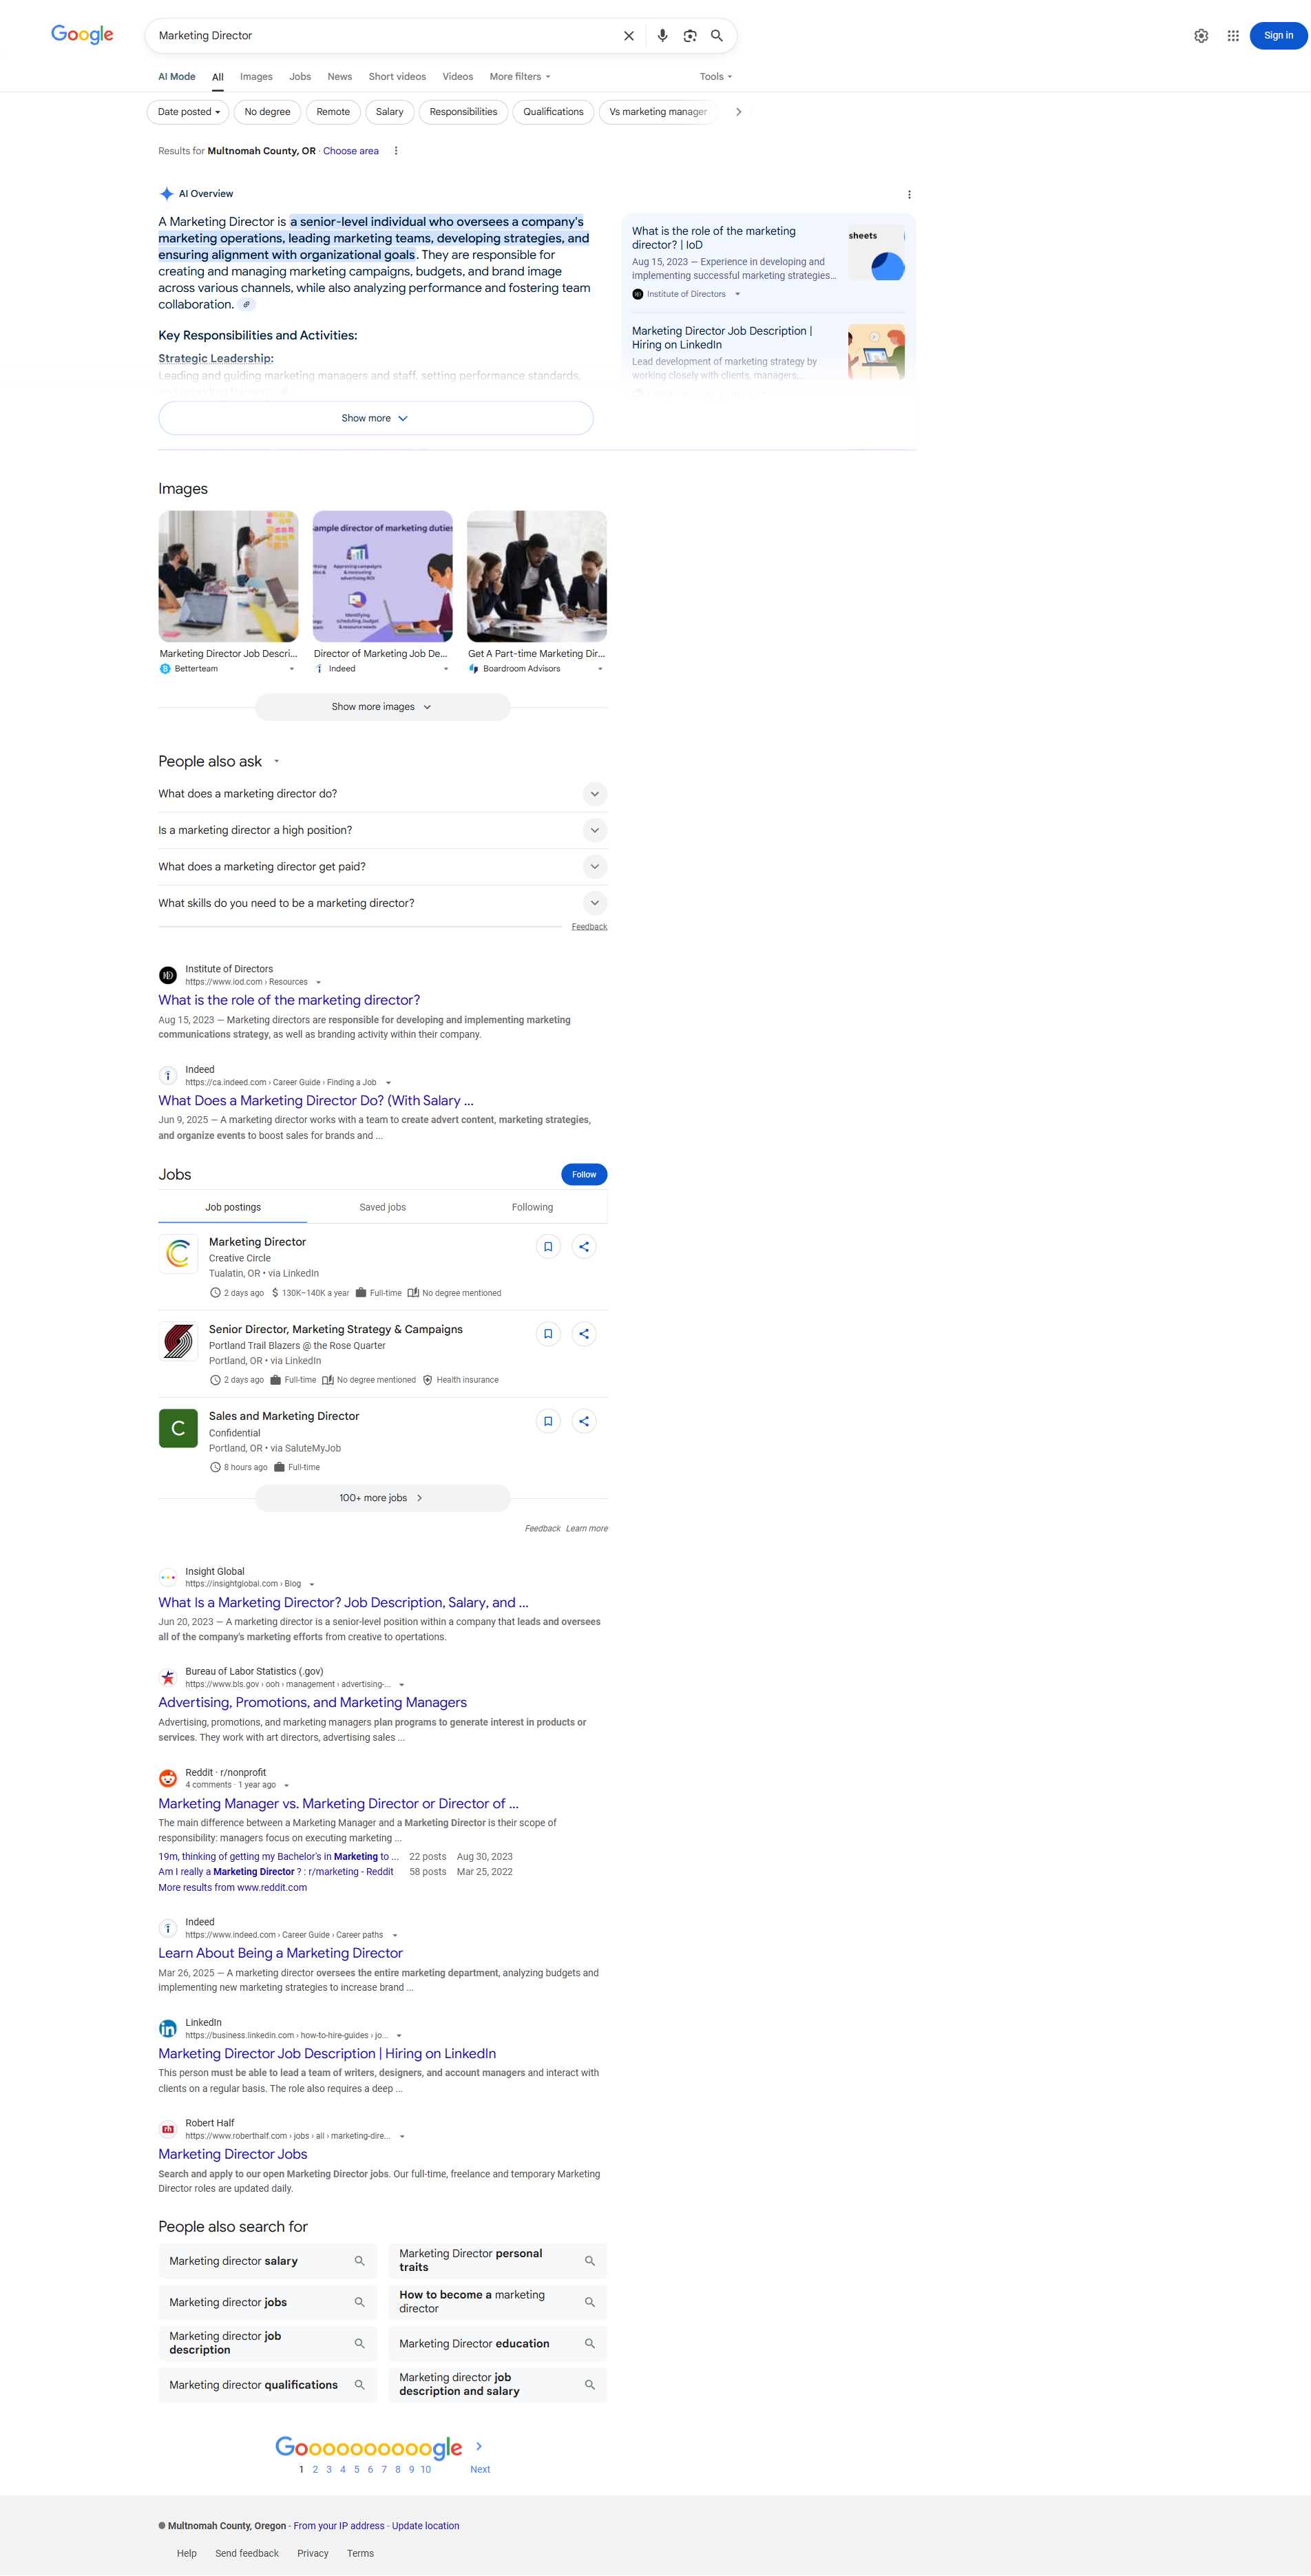 Google
Marketing Director
Sign in
AI Mode
All
Images
Jobs
News
Short videos
Videos
More filters
Tools
Date posted
No degree
Remote
Salary
Responsibilities
Qualifications
Vs marketing manager
Results for Multnomah County, OR · Choose area
AI Overview
A Marketing Director is a senior-level individual who oversees a company's
marketing operations, leading marketing teams, developing strategies, and
ensuring alignment with organizational goals. They are responsible for
creating and managing marketing campaigns, budgets, and brand image
across various channels, while also analyzing performance and fostering team
collaboration.
Key Responsibilities and Activities:
Strategic Leadership:
Leading and guiding marketing managers and staff, setting performance standards,
Show more
What is the role of the marketing
director? | IoD
Aug 15, 2023 — Experience in developing and
implementing successful marketing strategies...
Institute of Directors
sheets
Marketing Director Job Description |
Hiring on LinkedIn
Lead development of marketing strategy by
working closely with clients, managers,...
Images
ample director of marketing duties
Approving campaigns
& measuring
advertising ROI
Identifying
scheduling, budget
& resource needs
Marketing Director Job Descri...
Betterteam
Director of Marketing Job De...
Indeed
Get A Part-time Marketing Dir...
Boardroom Advisors
Show more images
People also ask
What does a marketing director do?
Is a marketing director a high position?
What does a marketing director get paid?
What skills do you need to be a marketing director?
Feedback
Institute of Directors
https://www.iod.com › Resources
What is the role of the marketing director?
Aug 15, 2023 — Marketing directors are responsible for developing and implementing marketing
communications strategy, as well as branding activity within their company.
Indeed
https://ca.indeed.com › Career Guide › Finding a Job
What Does a Marketing Director Do? (With Salary ...
Jun 9, 2025 — A marketing director works with a team to create advert content, marketing strategies,
and organize events to boost sales for brands and ...
Jobs
Follow
Job postings
Saved jobs
Following
Marketing Director
Creative Circle
Tualatin, OR • via LinkedIn
2 days ago 130K–140K a year Full-time No degree mentioned
Senior Director, Marketing Strategy & Campaigns
Portland Trail Blazers @ the Rose Quarter
Portland, OR • via LinkedIn
2 days ago Full-time No degree mentioned Health insurance
C
Sales and Marketing Director
Confidential
Portland, OR • via SaluteMyJob
8 hours ago Full-time
100+ more jobs
Feedback Learn more
Insight Global
https://insightglobal.com › Blog
What Is a Marketing Director? Job Description, Salary, and ...
Jun 20, 2023 — A marketing director is a senior-level position within a company that leads and oversees
all of the company's marketing efforts from creative to opertations.
Bureau of Labor Statistics (.gov)
https://www.bls.gov › ooh › management › advertising-...
Advertising, Promotions, and Marketing Managers
Advertising, promotions, and marketing managers plan programs to generate interest in products or
services. They work with art directors, advertising sales ...
Reddit · r/nonprofit
4 comments · 1 year ago
Marketing Manager vs. Marketing Director or Director of ...
The main difference between a Marketing Manager and a Marketing Director is their scope of
responsibility: managers focus on executing marketing ...
19m, thinking of getting my Bachelor's in Marketing to ... 22 posts Aug 30, 2023
Am I really a Marketing Director ? : r/marketing - Reddit 58 posts Mar 25, 2022
More results from www.reddit.com
Indeed
https://www.indeed.com › Career Guide › Career paths
Learn About Being a Marketing Director
Mar 26, 2025 — A marketing director oversees the entire marketing department, analyzing budgets and
implementing new marketing strategies to increase brand ...
LinkedIn
https://business.linkedin.com › how-to-hire-guides › jo...
Marketing Director Job Description | Hiring on LinkedIn
This person must be able to lead a team of writers, designers, and account managers and interact with
clients on a regular basis. The role also requires a deep ...
Robert Half
https://www.roberthalf.com › jobs › all › marketing-dire...
Marketing Director Jobs
Search and apply to our open Marketing Director jobs. Our full-time, freelance and temporary Marketing
Director roles are updated daily.
People also search for
Marketing director salary
Marketing Director personal
traits
Marketing director jobs
How to become a marketing
director
Marketing director job
description
Marketing Director education
Marketing director qualifications
Marketing director job
description and salary
Goooooooooogle
1 2 3 4 5 6 7 8 9 10 Next
Multnomah County, Oregon - From your IP address - Update location
Help Send feedback Privacy Terms